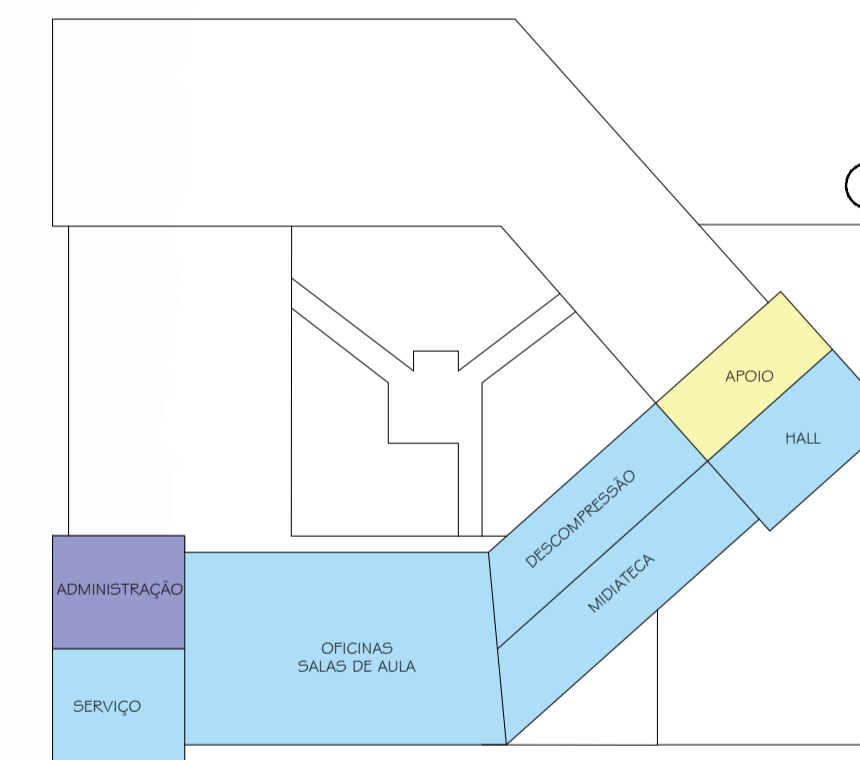 APOIO
HALL
DESCOMPRESSÃO
MIDIATECA
ADMINISTRAÇÃO
OFICINAS
SALAS DE AULA
SERVIÇO